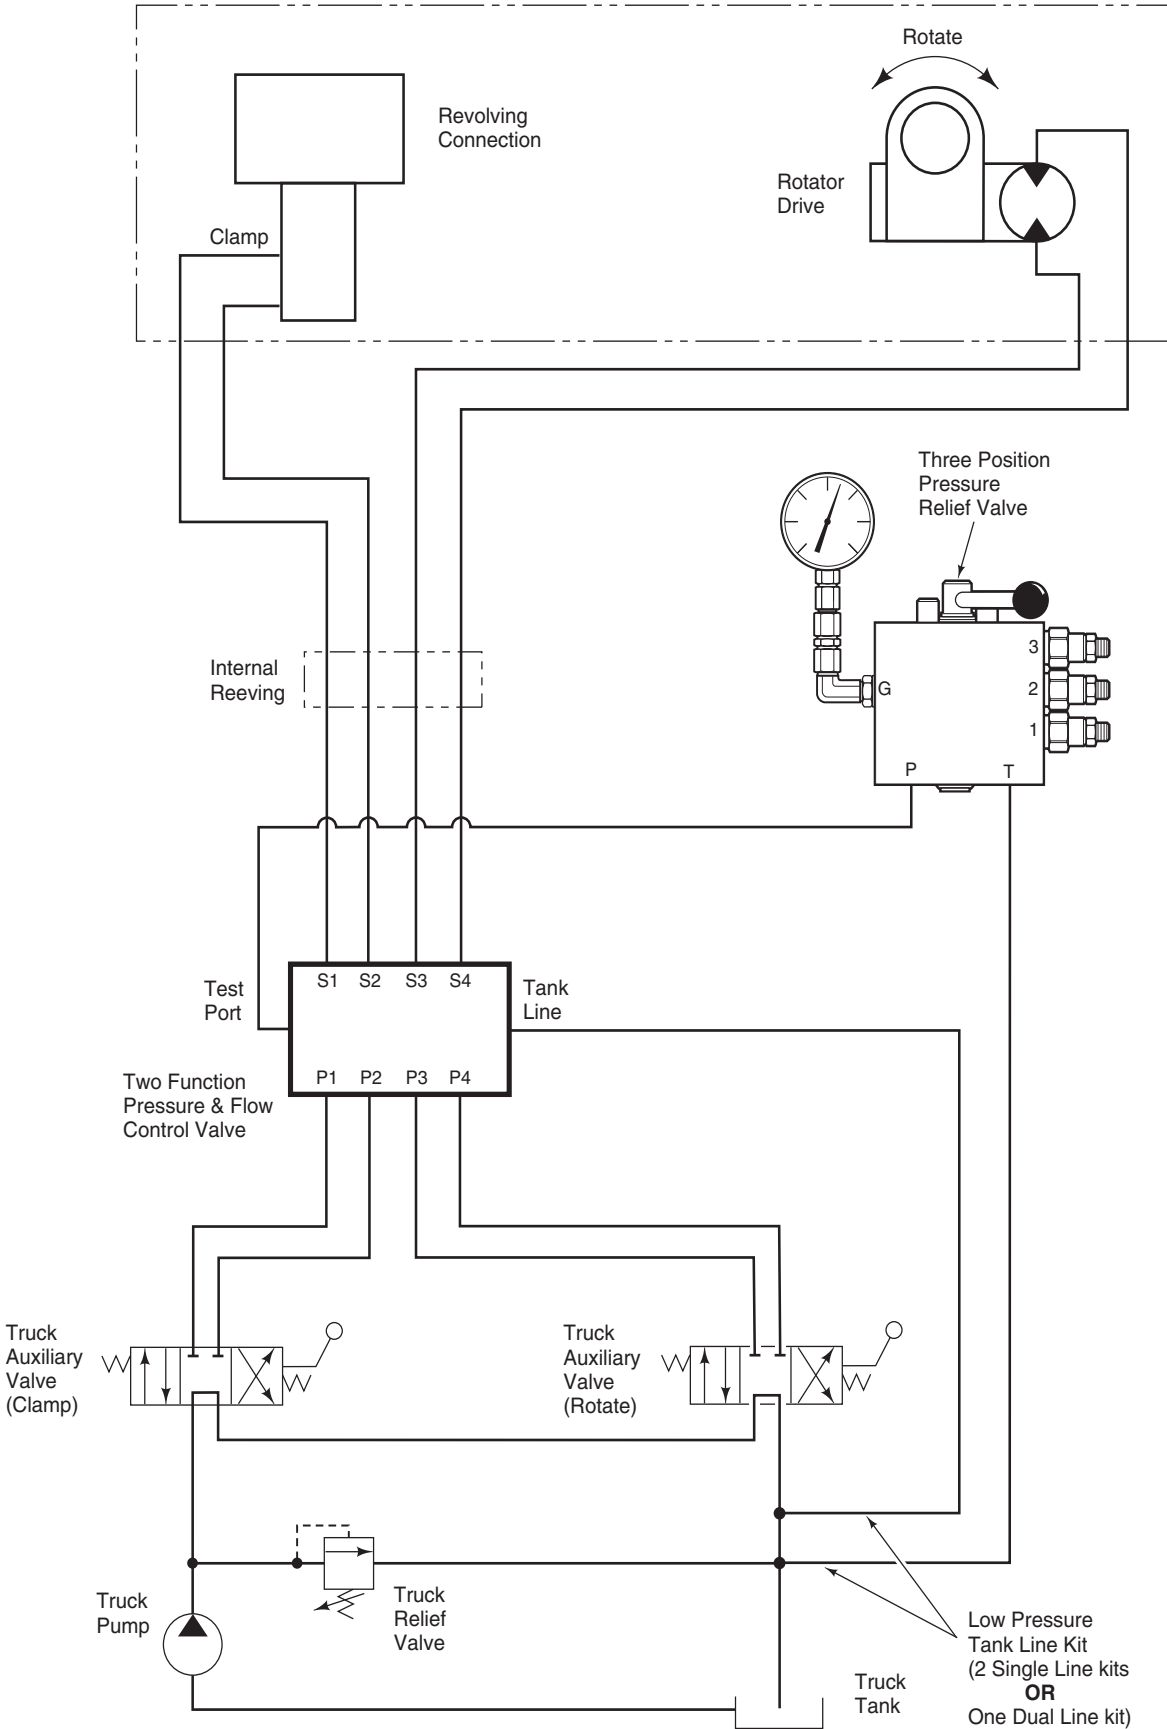 Rotate
Revolving
Connection
Rotator
Drive
Clamp
Three Position
Pressure
Relief Valve
Internal
Reeving
3
G
2
1
P
T
S1 S2 S3 S4
Test
Port
Tank
Line
P1 P2 P3 P4
Two Function
Pressure & Flow
Control Valve
Truck
Auxiliary
Valve
(Clamp)
Truck
Auxiliary
Valve
(Rotate)
Truck
Pump
Truck
Relief
Valve
Truck
Tank
Low Pressure
Tank Line Kit
(2 Single Line kits
OR
One Dual Line kit)